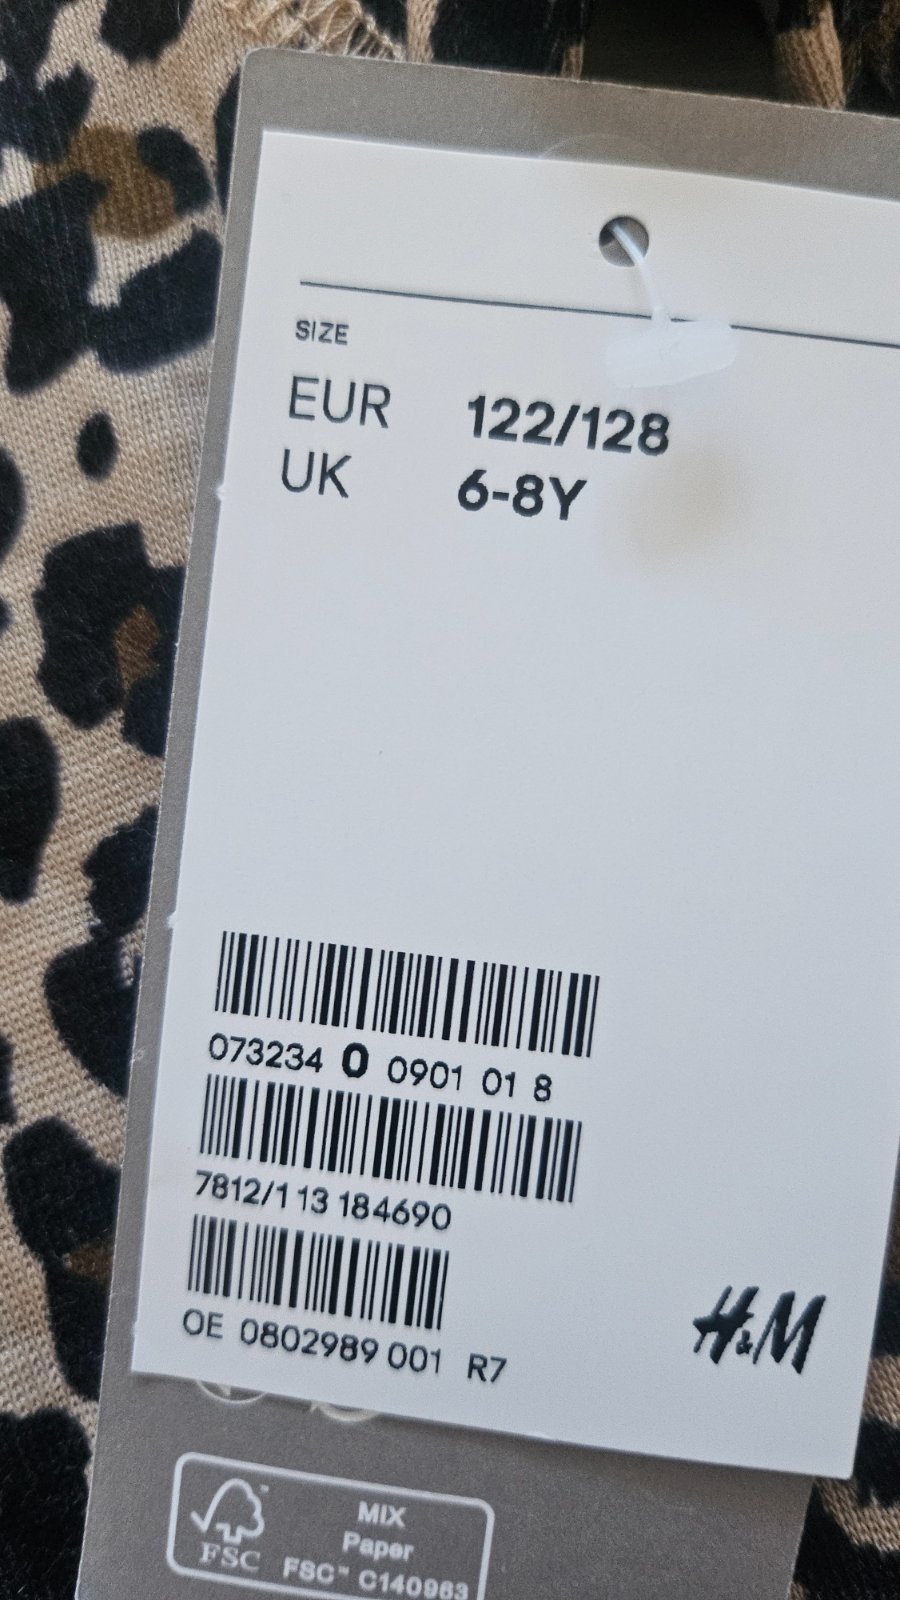 SIZE
EUR 122/128
UK 6-8Y
073234 0 0901 01 8
7812/1 13 184690
OE 0802989 001 R7
H&M
MIX
Paper
FSC
FSC™ C140963